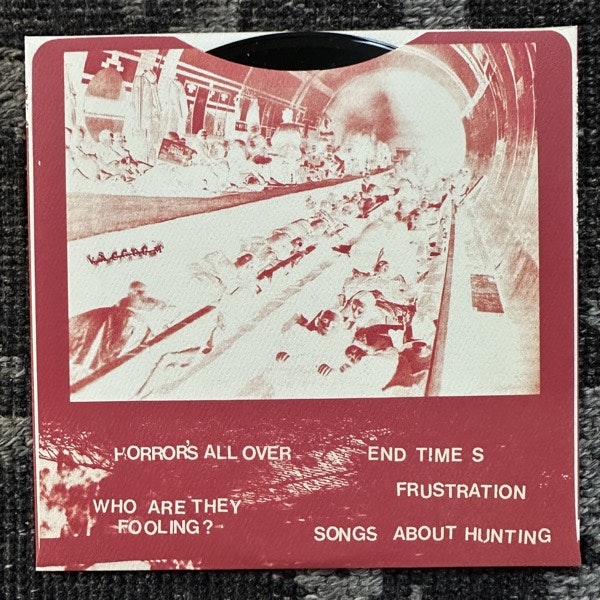 HORROR'S ALL OVER
END TIME S
FRUSTRATION
WHO ARE THEY
FOOLING?
SONGS ABOUT HUNTING